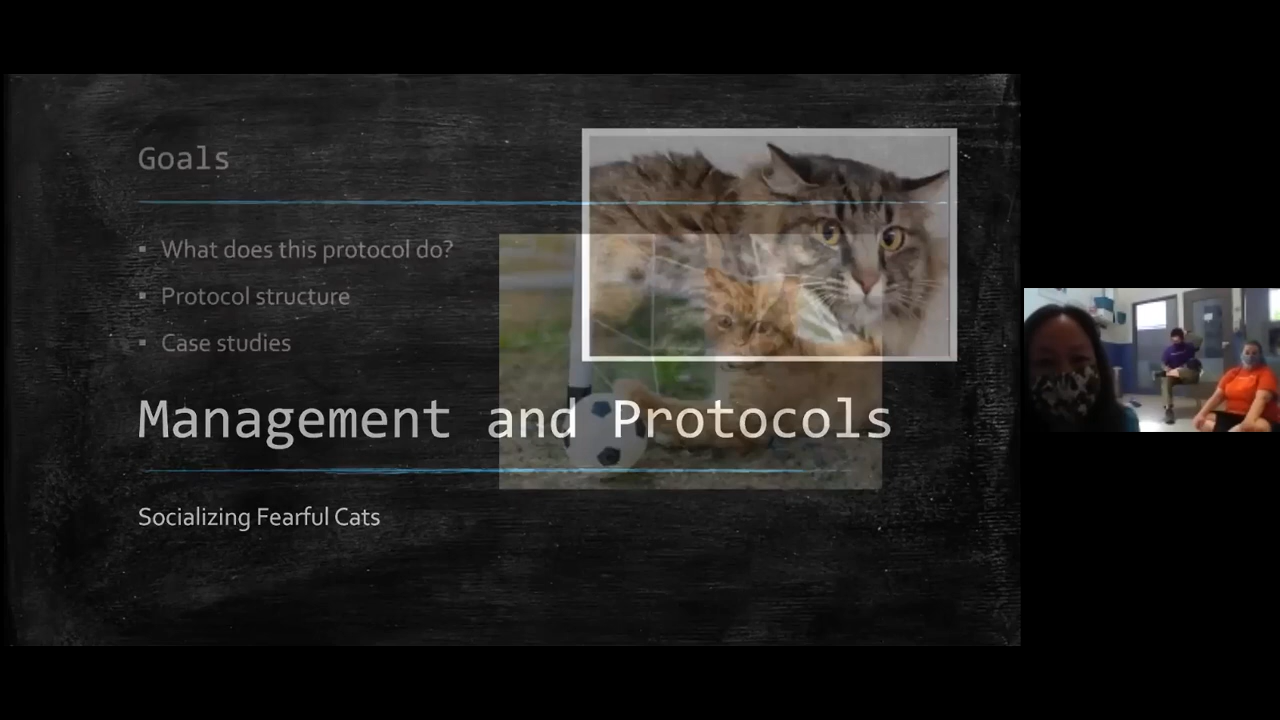 Goals
▪ What does this protocol do?
▪ Protocol structure
▪ Case studies
Management and Protocols
Socializing Fearful Cats